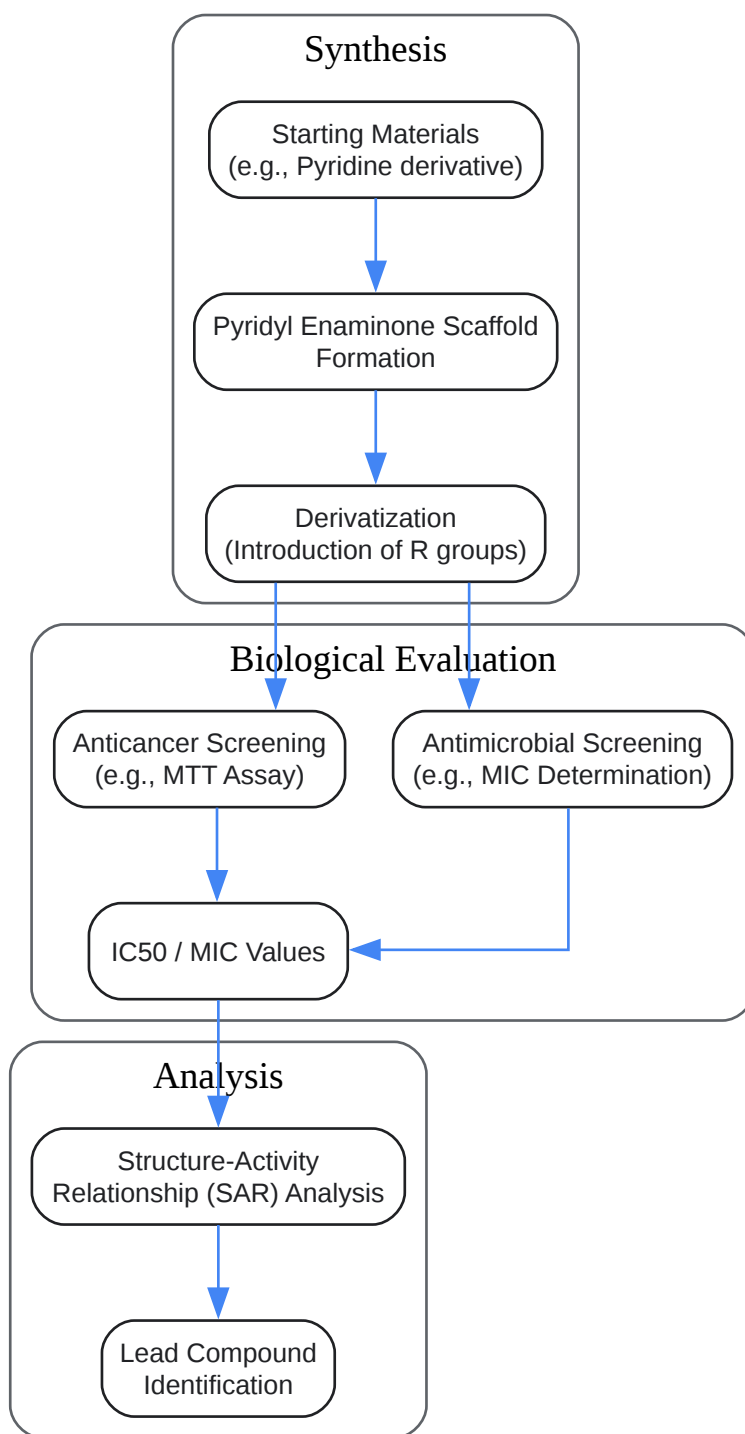 Synthesis
Starting Materials
(e.g., Pyridine derivative)
Pyridyl Enaminone Scaffold
Formation
Derivatization
(Introduction of R groups)
Biological Evaluation
Anticancer Screening
(e.g., MTT Assay)
Antimicrobial Screening
(e.g., MIC Determination)
IC50 / MIC Values
Analysis
Structure-Activity
Relationship (SAR) Analysis
Lead Compound
Identification